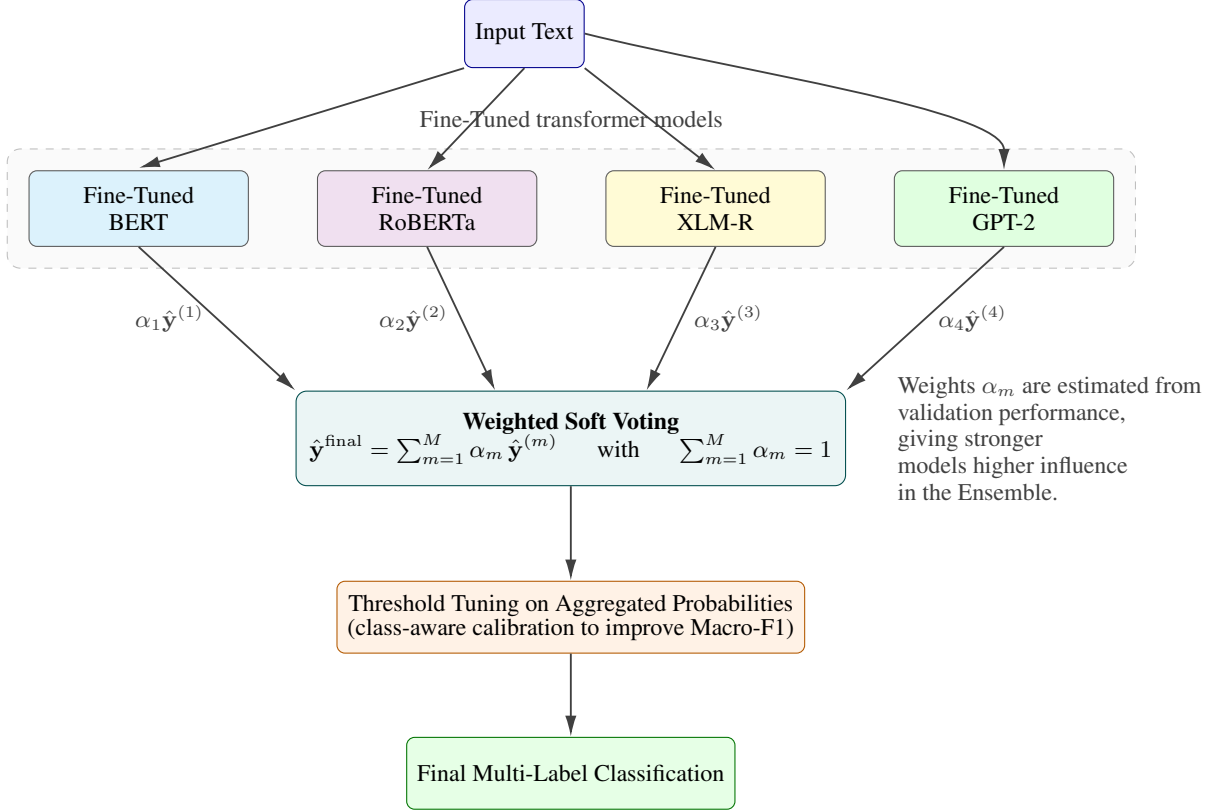 Input Text
Fine-Tuned transformer models
Fine-Tuned
BERT
Fine-Tuned
RoBERTa
Fine-Tuned
XLM-R
Fine-Tuned
GPT-2
α₁ŷ⁽¹⁾
α₂ŷ⁽²⁾
α₃ŷ⁽³⁾
α₄ŷ⁽⁴⁾
Weighted Soft Voting
ŷ^final = ∑_{m=1}^{M} α_m ŷ^(m) with ∑_{m=1}^{M} α_m = 1
Weights α_m are estimated from
validation performance,
giving stronger
models higher influence
in the Ensemble.
Threshold Tuning on Aggregated Probabilities
(class-aware calibration to improve Macro-F1)
Final Multi-Label Classification